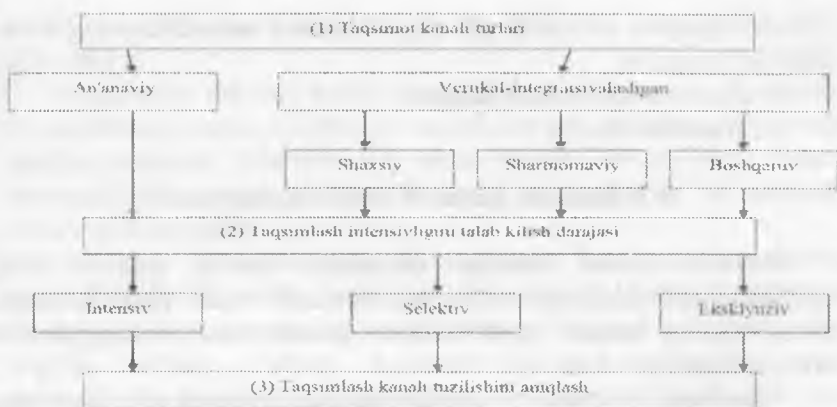 (1) Taqsimot kanali turlari
An'anaviy
Vertikal-integratsiyalashgan
Shaxsiy
Shartnomaviy
Boshqaruv
(2) Taqsimlash intensivligini talab kilish darajasi
Intensiv
Selektiv
Eksklyuziv
(3) Taqsimlash kanali tuzilishini aniqlash